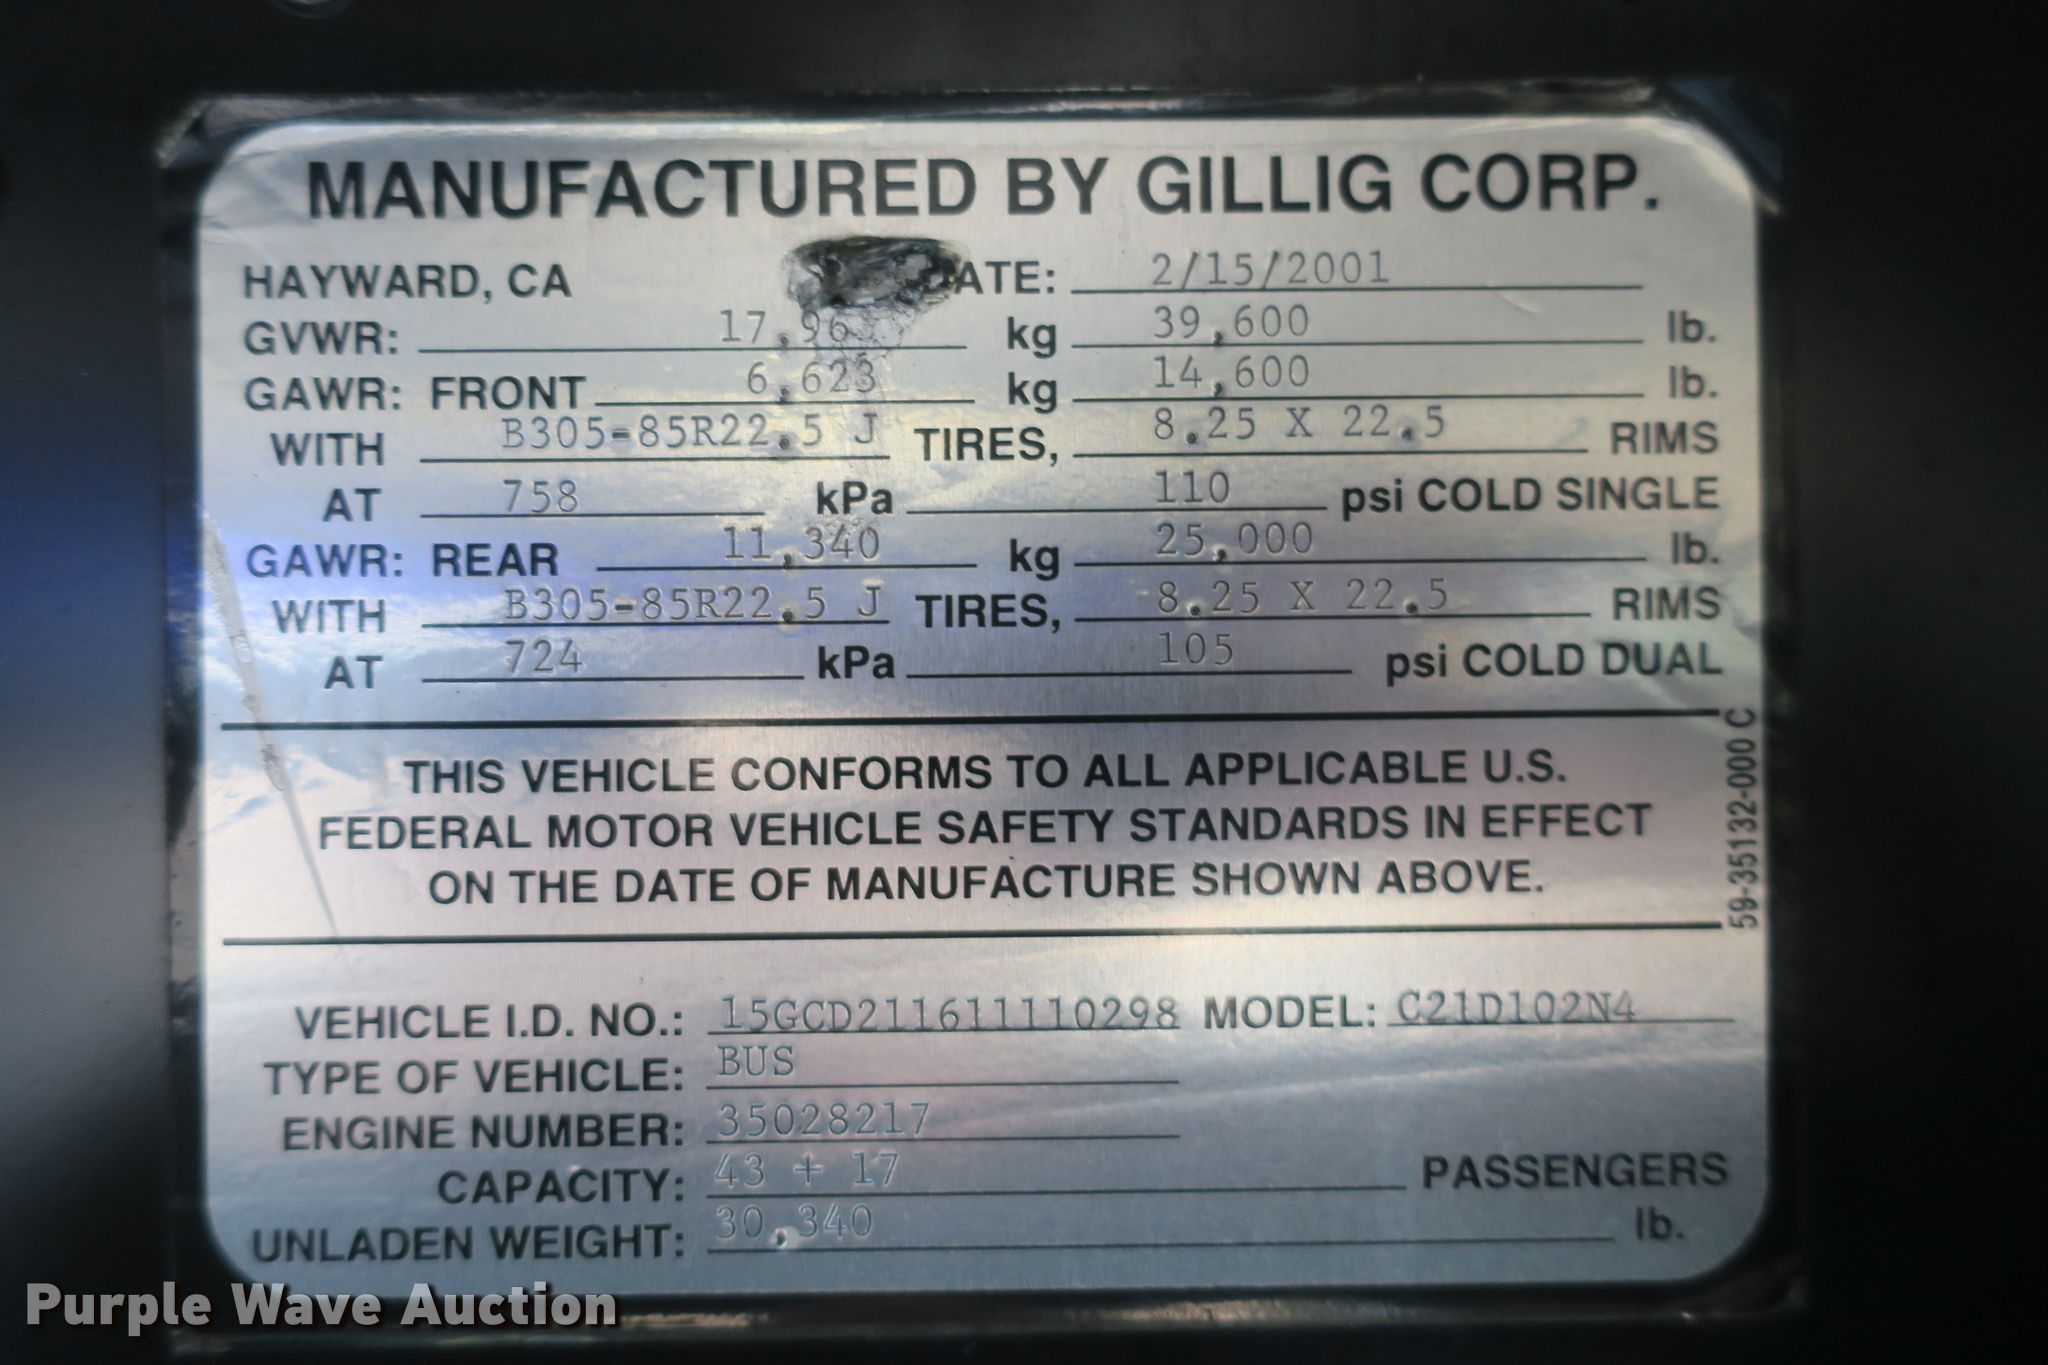 MANUFACTURED BY GILLIG CORP.
HAYWARD, CA ATE: 2/15/2001
GVWR: 17,96 kg 39,600 lb.
GAWR: FRONT 6,623 kg 14,600 lb.
WITH B305-85R22.5 J TIRES, 8.25 X 22.5 RIMS
AT 758 kPa 110 psi COLD SINGLE
GAWR: REAR 11,340 kg 25,000 lb.
WITH B305-85R22.5 J TIRES, 8.25 X 22.5 RIMS
AT 724 kPa 105 psi COLD DUAL
THIS VEHICLE CONFORMS TO ALL APPLICABLE U.S.
FEDERAL MOTOR VEHICLE SAFETY STANDARDS IN EFFECT
ON THE DATE OF MANUFACTURE SHOWN ABOVE.
59-35132-000 C
VEHICLE I.D. NO.: 15GCD211611110298 MODEL: C21D102N4
TYPE OF VEHICLE: BUS
ENGINE NUMBER: 35028217
CAPACITY: 43 + 17 PASSENGERS
UNLADEN WEIGHT: 30,340 lb.
Purple Wave Auction